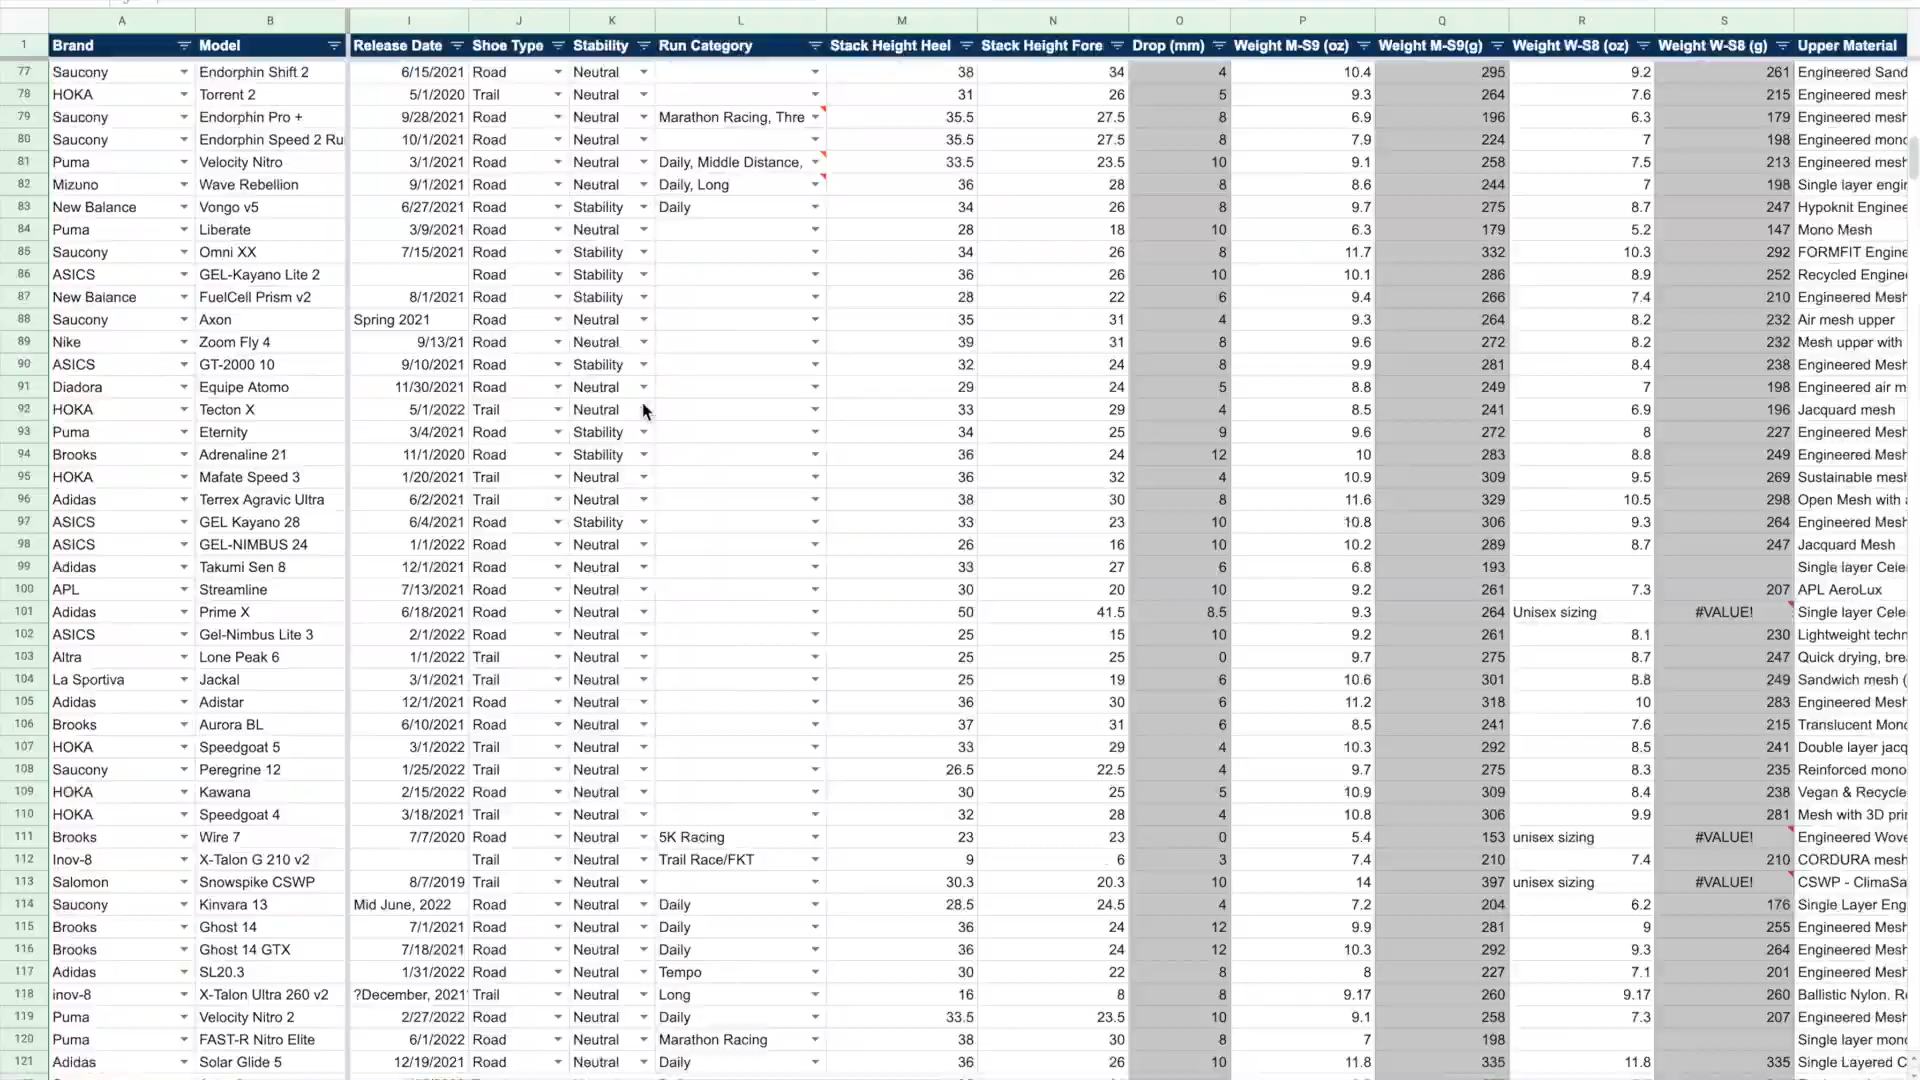 A B I J K L M N O P Q R S
1 Brand Model Release Date Shoe Type Stability Run Category Stack Height Heel Stack Height Fore Drop (mm) Weight M-S9 (oz) Weight M-S9(g) Weight W-S8 (oz) Weight W-S8 (g) Upper Material
77 Saucony Endorphin Shift 2 6/15/2021 Road Neutral 38 34 4 10.4 295 9.2 261 Engineered Sand
78 HOKA Torrent 2 5/1/2020 Trail Neutral 31 26 5 9.3 264 7.6 215 Engineered mesh
79 Saucony Endorphin Pro + 9/28/2021 Road Neutral Marathon Racing, Thre 35.5 27.5 8 6.9 196 6.3 179 Engineered mesh
80 Saucony Endorphin Speed 2 Ru 10/1/2021 Road Neutral 35.5 27.5 8 7.9 224 7 198 Engineered mono
81 Puma Velocity Nitro 3/1/2021 Road Neutral Daily, Middle Distance, 33.5 23.5 10 9.1 258 7.5 213 Engineered mesh
82 Mizuno Wave Rebellion 9/1/2021 Road Neutral Daily, Long 36 28 8 8.6 244 7 198 Single layer engir
83 New Balance Vongo v5 6/27/2021 Road Stability Daily 34 26 8 9.7 275 8.7 247 Hypoknit Enginee
84 Puma Liberate 3/9/2021 Road Neutral 28 18 10 6.3 179 5.2 147 Mono Mesh
85 Saucony Omni XX 7/15/2021 Road Stability 34 26 8 11.7 332 10.3 292 FORMFIT Engine
86 ASICS GEL-Kayano Lite 2 Road Stability 36 26 10 10.1 286 8.9 252 Recycled Enginee
87 New Balance FuelCell Prism v2 8/1/2021 Road Stability 28 22 6 9.4 266 7.4 210 Engineered Mesh
88 Saucony Axon Spring 2021 Road Neutral 35 31 4 9.3 264 8.2 232 Air mesh upper
89 Nike Zoom Fly 4 9/13/21 Road Neutral 39 31 8 9.6 272 8.2 232 Mesh upper with
90 ASICS GT-2000 10 9/10/2021 Road Stability 32 24 8 9.9 281 8.4 238 Engineered Mesh
91 Diadora Equipe Atomo 11/30/2021 Road Neutral 29 24 5 8.8 249 7 198 Engineered air m
92 HOKA Tecton X 5/1/2022 Trail Neutral 33 29 4 8.5 241 6.9 196 Jacquard mesh
93 Puma Eternity 3/4/2021 Road Stability 34 25 9 9.6 272 8 227 Engineered Mesh
94 Brooks Adrenaline 21 11/1/2020 Road Stability 36 24 12 10 283 8.8 249 Engineered Mesh
95 HOKA Mafate Speed 3 1/20/2021 Trail Neutral 36 32 4 10.9 309 9.5 269 Sustainable mesh
96 Adidas Terrex Agravic Ultra 6/2/2021 Trail Neutral 38 30 8 11.6 329 10.5 298 Open Mesh with a
97 ASICS GEL Kayano 28 6/4/2021 Road Stability 33 23 10 10.8 306 9.3 264 Engineered Mesh
98 ASICS GEL-NIMBUS 24 1/1/2022 Road Neutral 26 16 10 10.2 289 8.7 247 Jacquard Mesh
99 Adidas Takumi Sen 8 12/1/2021 Road Neutral 33 27 6 6.8 193 Single layer Cele
100 APL Streamline 7/13/2021 Road Neutral 30 20 10 9.2 261 7.3 207 APL AeroLux
101 Adidas Prime X 6/18/2021 Road Neutral 50 41.5 8.5 9.3 264 Unisex sizing #VALUE! Single layer Cele
102 ASICS Gel-Nimbus Lite 3 2/1/2022 Road Neutral 25 15 10 9.2 261 8.1 230 Lightweight techn
103 Altra Lone Peak 6 1/1/2022 Trail Neutral 25 25 0 9.7 275 8.7 247 Quick drying, brea
104 La Sportiva Jackal 3/1/2021 Trail Neutral 25 19 6 10.6 301 8.8 249 Sandwich mesh (
105 Adidas Adistar 12/1/2021 Road Neutral 36 30 6 11.2 318 10 283 Engineered Mesh
106 Brooks Aurora BL 6/10/2021 Road Neutral 37 31 6 8.5 241 7.6 215 Translucent Mono
107 HOKA Speedgoat 5 3/1/2022 Trail Neutral 33 29 4 10.3 292 8.5 241 Double layer jacq
108 Saucony Peregrine 12 1/25/2022 Trail Neutral 26.5 22.5 4 9.7 275 8.3 235 Reinforced mono
109 HOKA Kawana 2/15/2022 Road Neutral 30 25 5 10.9 309 8.4 238 Vegan & Recycle
110 HOKA Speedgoat 4 3/18/2021 Trail Neutral 32 28 4 10.8 306 9.9 281 Mesh with 3D prin
111 Brooks Wire 7 7/7/2020 Road Neutral 5K Racing 23 23 0 5.4 153 unisex sizing #VALUE! Engineered Wove
112 Inov-8 X-Talon G 210 v2 Trail Neutral Trail Race/FKT 9 6 3 7.4 210 7.4 210 CORDURA mesh
113 Salomon Snowspike CSWP 8/7/2019 Trail Neutral 30.3 20.3 10 14 397 unisex sizing #VALUE! CSWP - ClimaSa
114 Saucony Kinvara 13 Mid June, 2022 Road Neutral Daily 28.5 24.5 4 7.2 204 6.2 176 Single Layer Eng
115 Brooks Ghost 14 7/1/2021 Road Neutral Daily 36 24 12 9.9 281 9 255 Engineered Mesh
116 Brooks Ghost 14 GTX 7/18/2021 Road Neutral Daily 36 24 12 10.3 292 9.3 264 Engineered Mesh
117 Adidas SL20.3 1/31/2022 Road Neutral Tempo 30 22 8 8 227 7.1 201 Engineered Mesh
118 inov-8 X-Talon Ultra 260 v2 ?December, 2021 Trail Neutral Long 16 8 8 9.17 260 9.17 260 Ballistic Nylon. R
119 Puma Velocity Nitro 2 2/27/2022 Road Neutral Daily 33.5 23.5 10 9.1 258 7.3 207 Engineered Mesh
120 Puma FAST-R Nitro Elite 6/1/2022 Road Neutral Marathon Racing 38 30 8 7 198 Single layer mono
121 Adidas Solar Glide 5 12/19/2021 Road Neutral Daily 36 26 10 11.8 335 11.8 335 Single Layered C